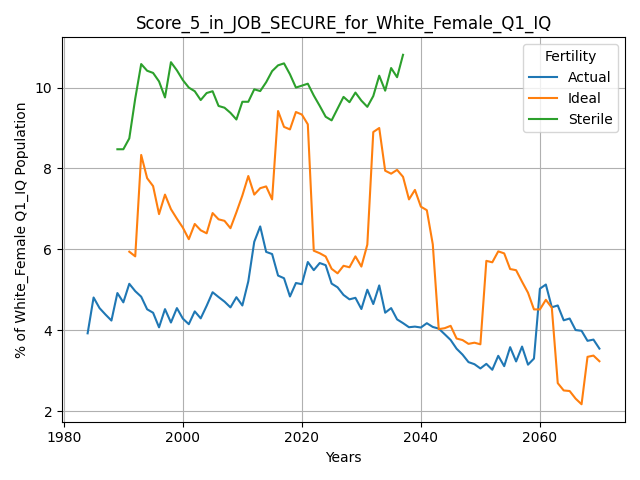 Score_5_in_JOB_SECURE_for_White_Female_Q1_IQ
% of White_Female Q1_IQ Population
10
8
6
4
2
Fertility
Actual
Ideal
Sterile
1980
2000
2020
2040
2060
Years